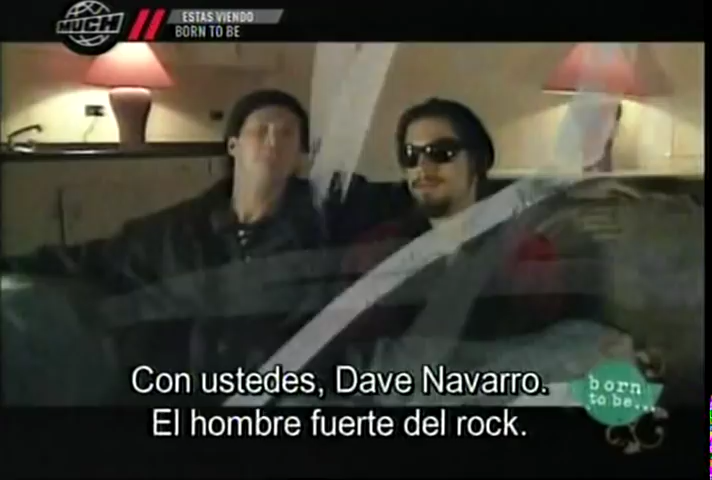 MUCH
ESTAS VIENDO
BORN TO BE
Con ustedes, Dave Navarro.
El hombre fuerte del rock.
born
to be...